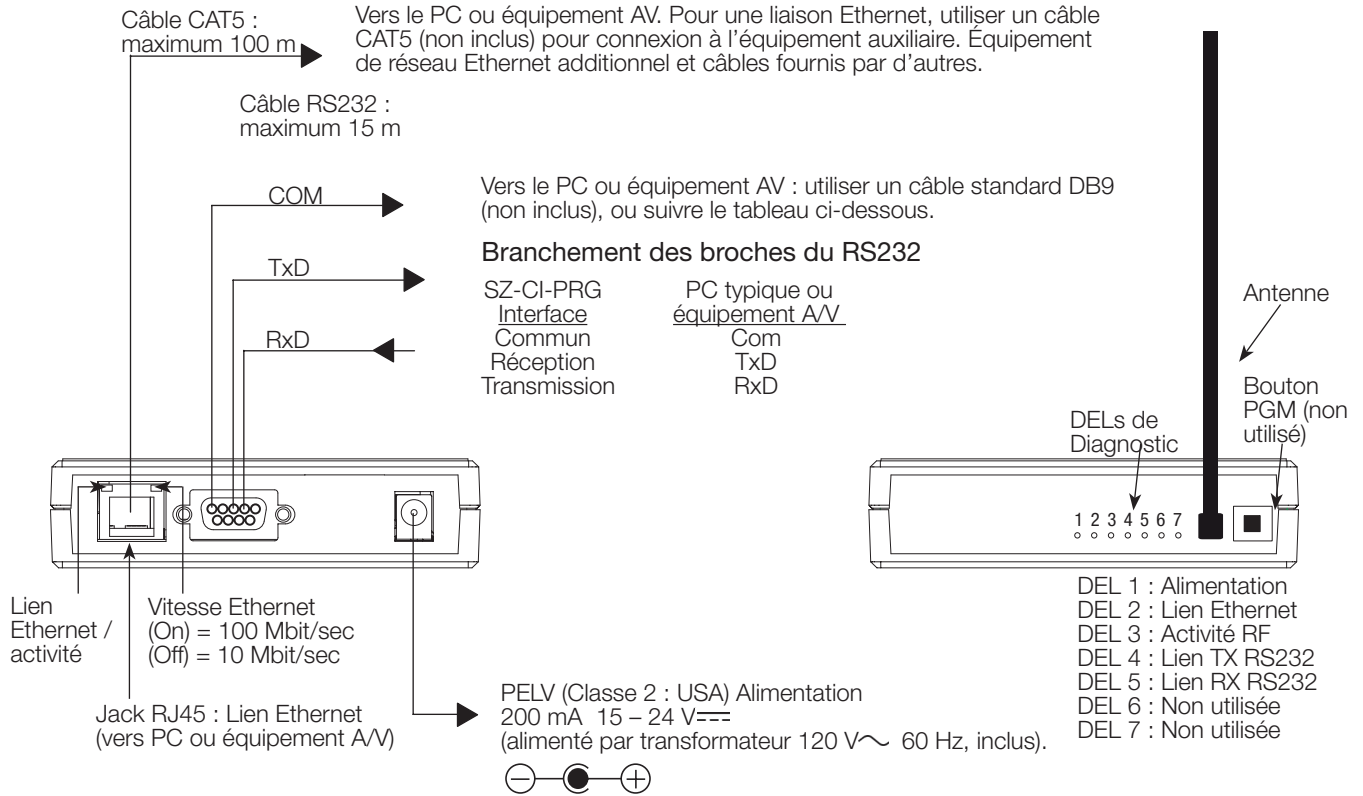 Câble CAT5 :
maximum 100 m
Vers le PC ou équipement AV. Pour une liaison Ethernet, utiliser un câble
CAT5 (non inclus) pour connexion à l'équipement auxiliaire. Équipement
de réseau Ethernet additionnel et câbles fournis par d'autres.
Câble RS232 :
maximum 15 m
COM
Vers le PC ou équipement AV : utiliser un câble standard DB9
(non inclus), ou suivre le tableau ci-dessous.
TxD
RxD
Branchement des broches du RS232
SZ-CI-PRG PC typique ou
Interface équipement A/V
Commun Com
Réception TxD
Transmission RxD
Antenne
Bouton
PGM (non
utilisé)
DELs de
Diagnostic
1 2 3 4 5 6 7
Lien
Ethernet /
activité
Vitesse Ethernet
(On) = 100 Mbit/sec
(Off) = 10 Mbit/sec
Jack RJ45 : Lien Ethernet
(vers PC ou équipement A/V)
PELV (Classe 2 : USA) Alimentation
200 mA 15 – 24 V⎓
(alimenté par transformateur 120 V～ 60 Hz, inclus).
DEL 1 : Alimentation
DEL 2 : Lien Ethernet
DEL 3 : Activité RF
DEL 4 : Lien TX RS232
DEL 5 : Lien RX RS232
DEL 6 : Non utilisée
DEL 7 : Non utilisée